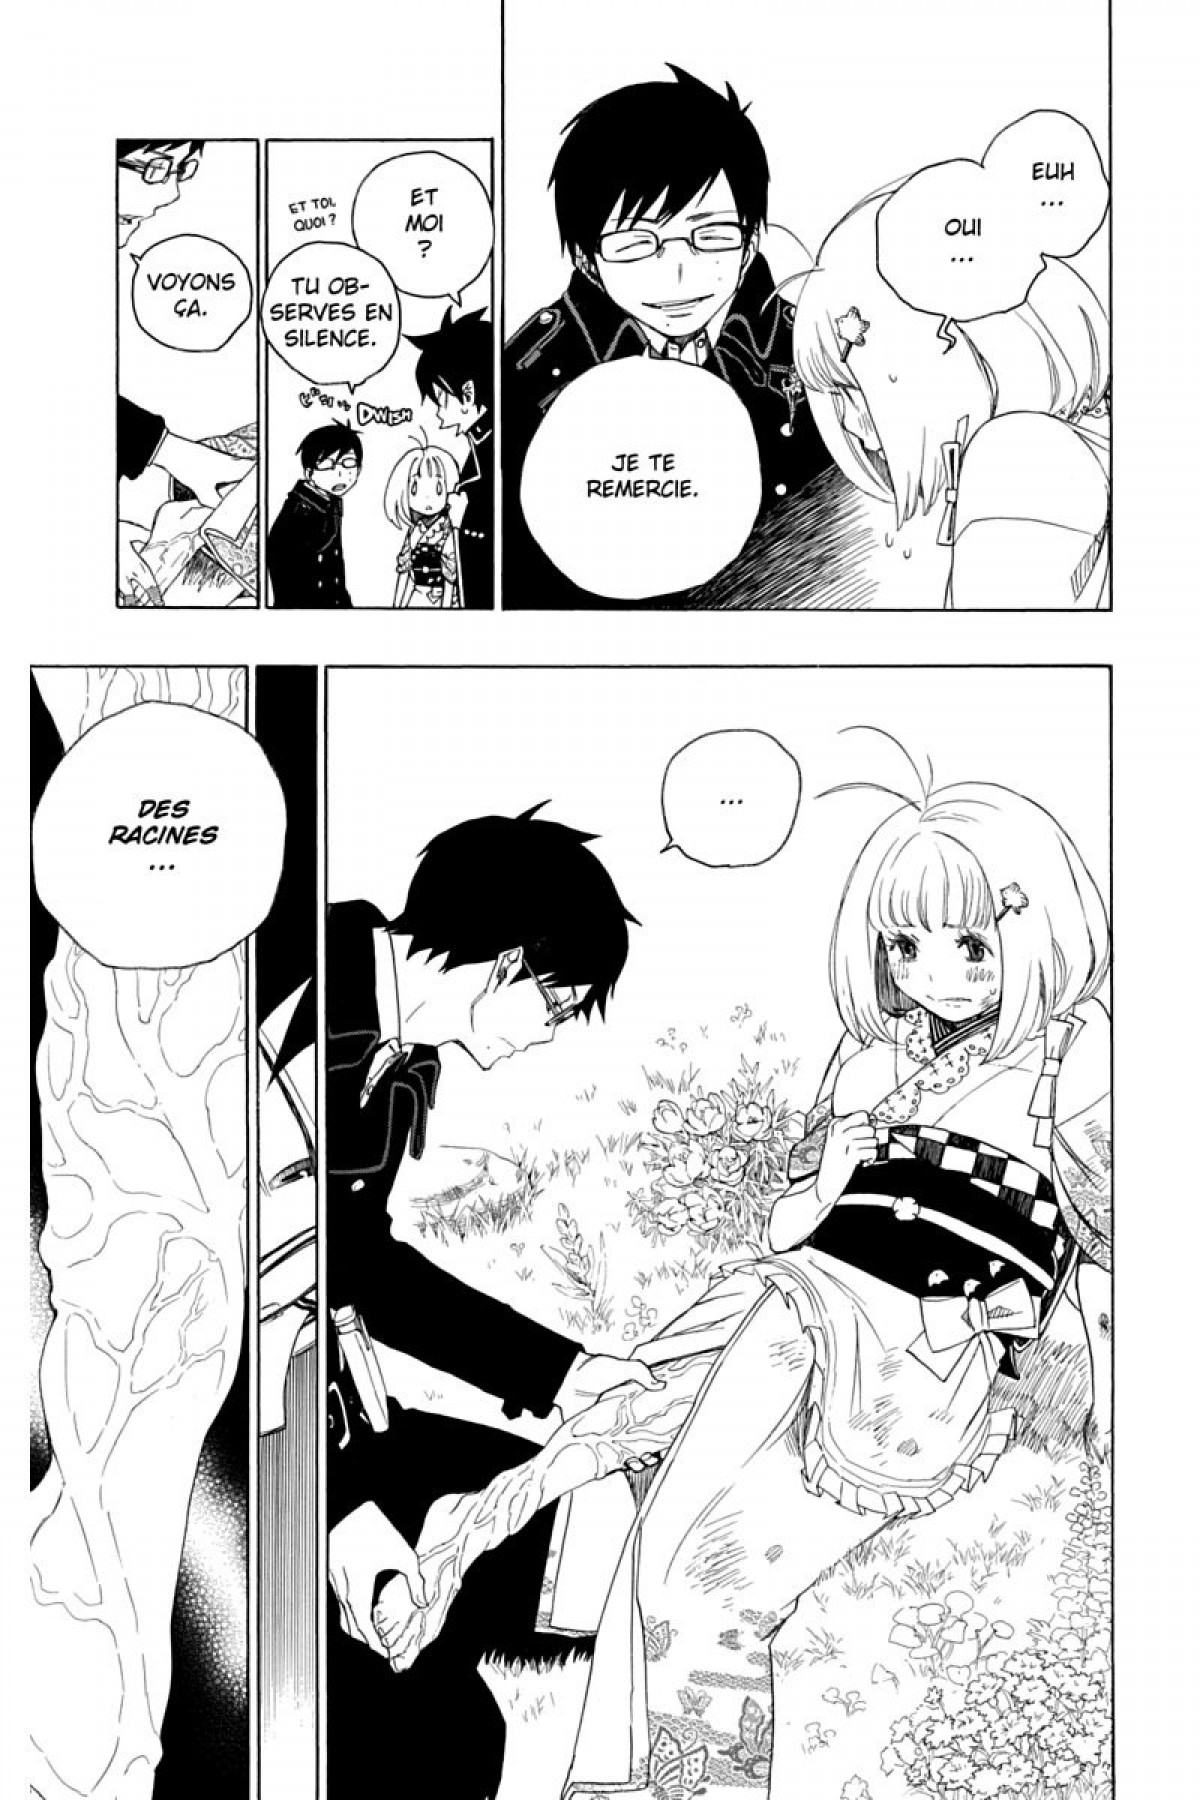 EUH
...
OUI
...
JE TE
REMERCIE.
ET
MOI
?
ET TOI,
QUOI ?
TU OB-
SERVES EN
SILENCE.
DWISH
VOYONS
ÇA.
...
DES
RACINES
...